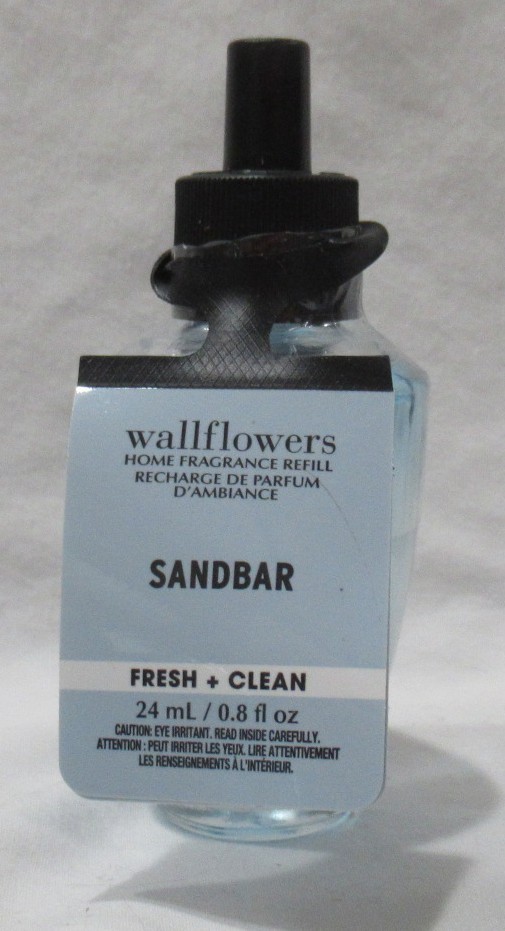 wallflowers
HOME FRAGRANCE REFILL
RECHARGE DE PARFUM
D'AMBIANCE
SANDBAR
FRESH + CLEAN
24 mL / 0.8 fl oz
CAUTION: EYE IRRITANT. READ INSIDE CAREFULLY.
ATTENTION : PEUT IRRITER LES YEUX. LIRE ATTENTIVEMENT
LES RENSEIGNEMENTS À L'INTÉRIEUR.